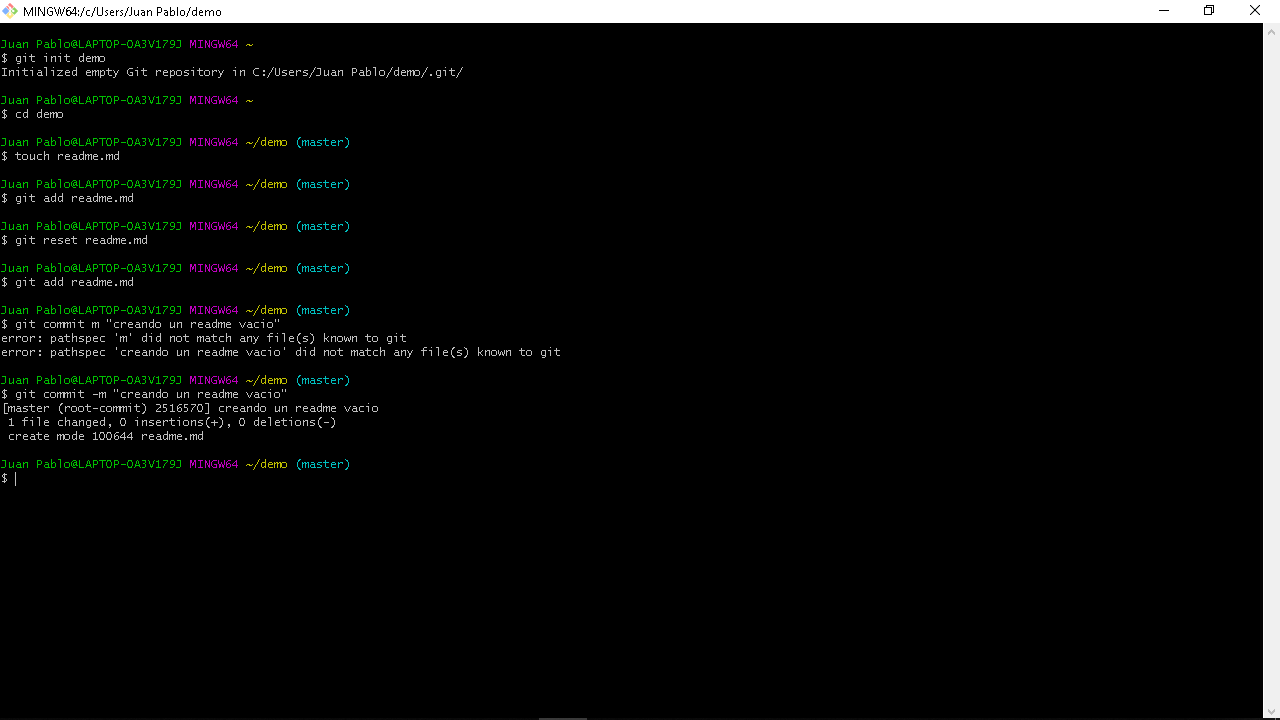 MINGW64:/c/Users/Juan Pablo/demo
Juan Pablo@LAPTOP-OA3V179J MINGW64 ~
$ git init demo
Initialized empty Git repository in C:/Users/Juan Pablo/demo/.git/
Juan Pablo@LAPTOP-OA3V179J MINGW64 ~
$ cd demo
Juan Pablo@LAPTOP-OA3V179J MINGW64 ~/demo (master)
$ touch readme.md
Juan Pablo@LAPTOP-OA3V179J MINGW64 ~/demo (master)
$ git add readme.md
Juan Pablo@LAPTOP-OA3V179J MINGW64 ~/demo (master)
$ git reset readme.md
Juan Pablo@LAPTOP-OA3V179J MINGW64 ~/demo (master)
$ git add readme.md
Juan Pablo@LAPTOP-OA3V179J MINGW64 ~/demo (master)
$ git commit m "creando un readme vacio"
error: pathspec 'm' did not match any file(s) known to git
error: pathspec 'creando un readme vacio' did not match any file(s) known to git
Juan Pablo@LAPTOP-OA3V179J MINGW64 ~/demo (master)
$ git commit -m "creando un readme vacio"
[master (root-commit) 2516570] creando un readme vacio
 1 file changed, 0 insertions(+), 0 deletions(-)
 create mode 100644 readme.md
Juan Pablo@LAPTOP-OA3V179J MINGW64 ~/demo (master)
$